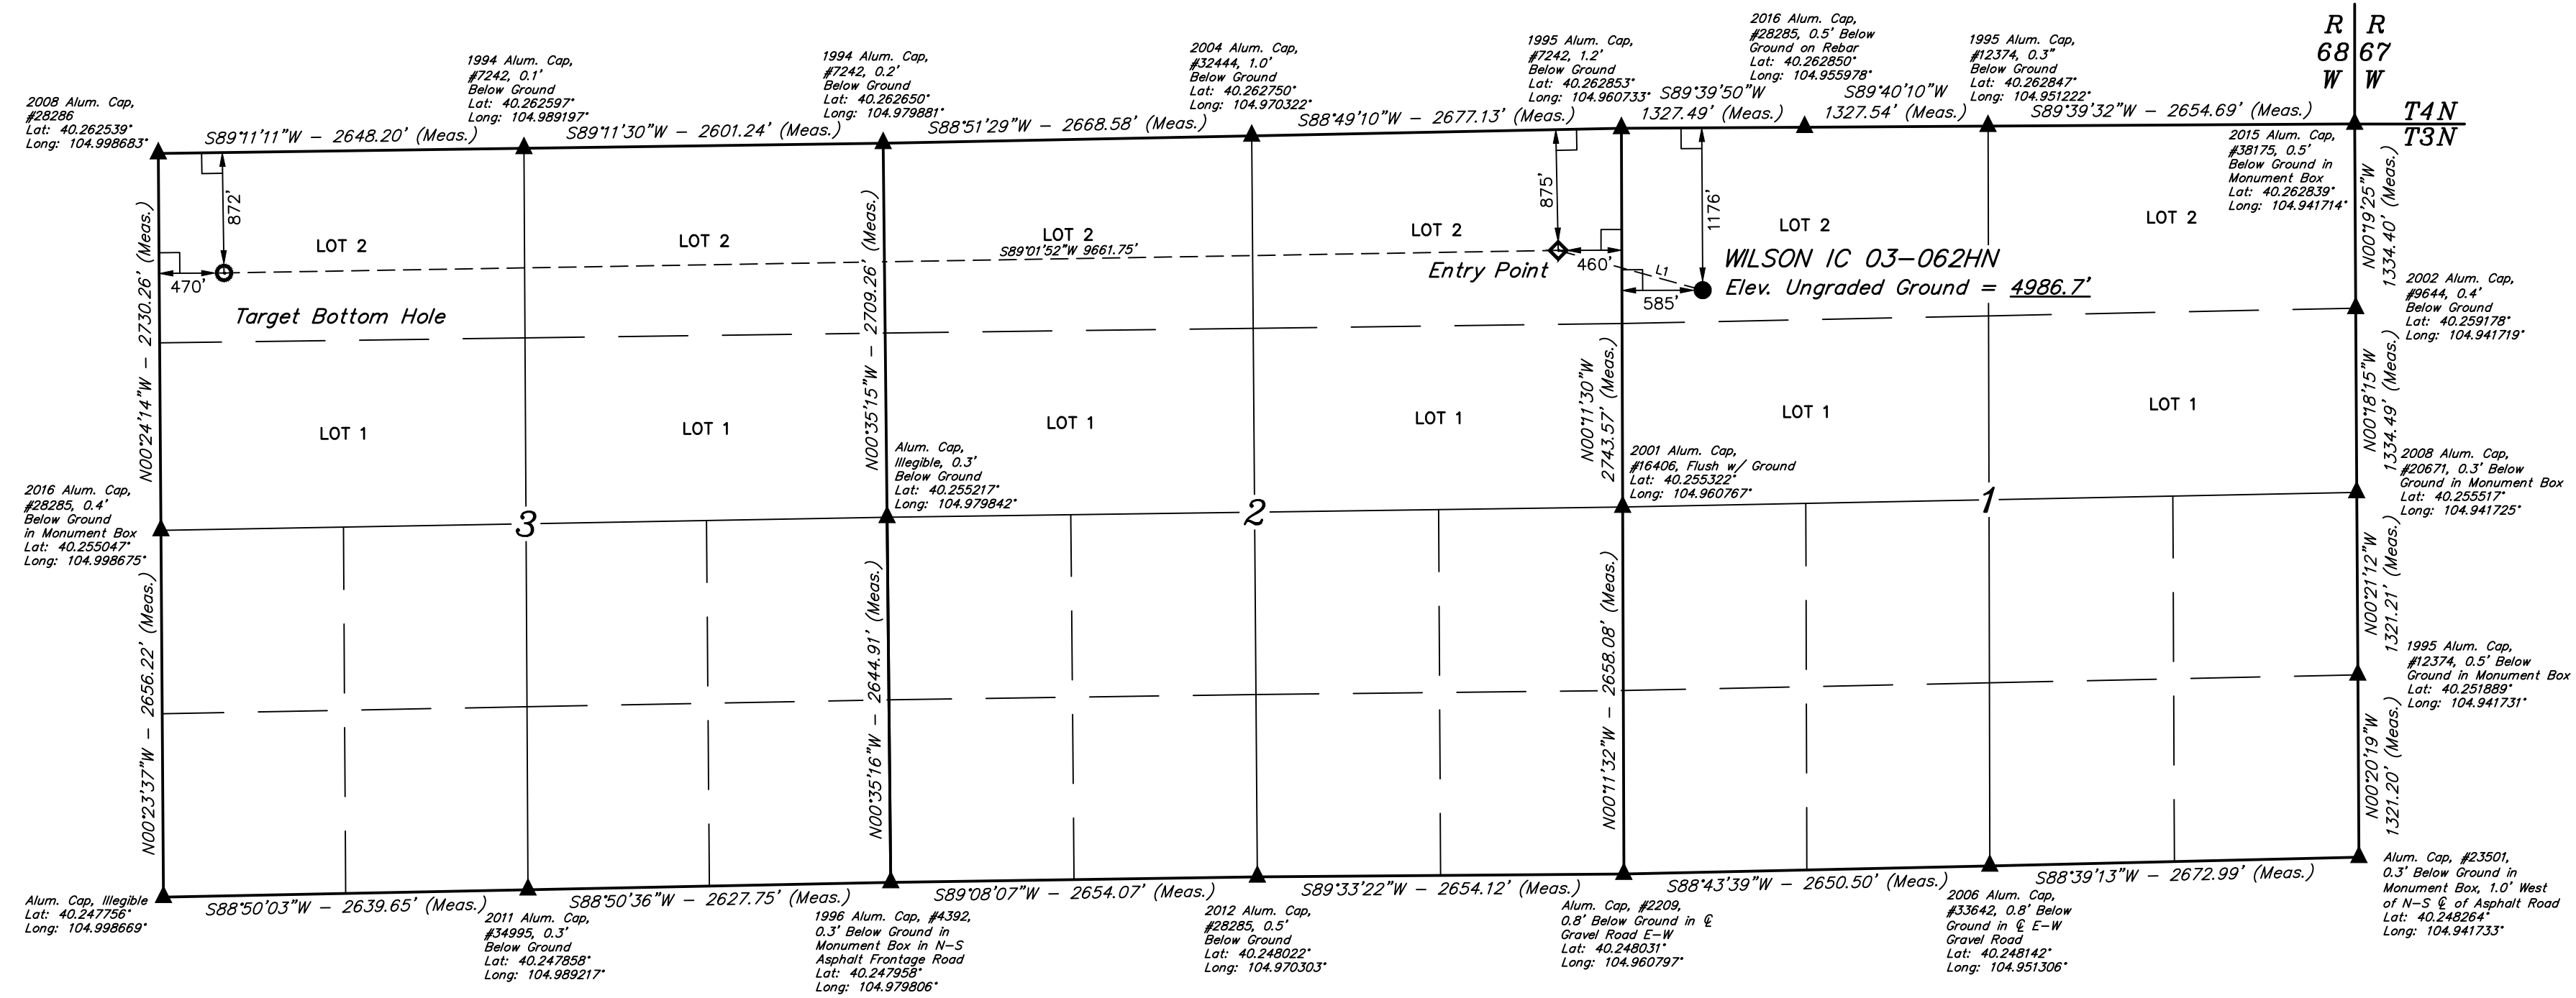 R R
68 67
W W
T4N
T3N
2008 Alum. Cap,
#28286
Lat: 40.262539°
Long: 104.998683°
1994 Alum. Cap,
#7242, 0.1'
Below Ground
Lat: 40.262597°
Long: 104.989197°
1994 Alum. Cap,
#7242, 0.2'
Below Ground
Lat: 40.262650°
Long: 104.979881°
2004 Alum. Cap,
#32444, 1.0'
Below Ground
Lat: 40.262750°
Long: 104.970322°
1995 Alum. Cap,
#7242, 1.2'
Below Ground
Lat: 40.262853°
Long: 104.960733°
2016 Alum. Cap,
#28285, 0.5' Below
Ground on Rebar
Lat: 40.262850°
Long: 104.955978°
1995 Alum. Cap,
#12374, 0.3"
Below Ground
Lat: 40.262847°
Long: 104.951222°
S89°11'11"W - 2648.20' (Meas.)
S89°11'30"W - 2601.24' (Meas.)
S88°51'29"W - 2668.58' (Meas.)
S88°49'10"W - 2677.13' (Meas.)
S89°39'50"W
1327.49' (Meas.)
S89°40'10"W
1327.54' (Meas.)
S89°39'32"W - 2654.69' (Meas.)
2015 Alum. Cap,
#38175, 0.5'
Below Ground in
Monument Box
Lat: 40.262839°
Long: 104.941714°
N00°19'25"W
1334.40' (Meas.)
872'
470'
LOT 2
LOT 2
LOT 2
S89°01'52"W 9661.75'
LOT 2
875'
460'
Entry Point
L1
1176'
585'
LOT 2
LOT 2
WILSON IC 03-062HN
Elev. Ungraded Ground = 4986.7'
Target Bottom Hole
2002 Alum. Cap,
#9644, 0.4'
Below Ground
Lat: 40.259178°
Long: 104.941719°
N00°24'14"W - 2730.26' (Meas.)
N00°35'15"W - 2709.26' (Meas.)
N00°11'30"W
2743.57' (Meas.)
N00°18'15"W
1334.49' (Meas.)
LOT 1
LOT 1
LOT 1
LOT 1
LOT 1
LOT 1
2016 Alum. Cap,
#28285, 0.4'
Below Ground
in Monument Box
Lat: 40.255047°
Long: 104.998675°
Alum. Cap,
Illegible, 0.3'
Below Ground
Lat: 40.255217°
Long: 104.979842°
2001 Alum. Cap,
#16406, Flush w/ Ground
Lat: 40.255322°
Long: 104.960767°
2008 Alum. Cap,
#20671, 0.3' Below
Ground in Monument Box
Lat: 40.255517°
Long: 104.941725°
3
2
1
N00°23'37"W - 2656.22' (Meas.)
N00°35'16"W - 2644.91' (Meas.)
N00°11'32"W - 2658.08' (Meas.)
N00°21'12"W
1321.21' (Meas.)
1995 Alum. Cap,
#12374, 0.5' Below
Ground in Monument Box
Lat: 40.251889°
Long: 104.941731°
N00°20'19"W
1321.20' (Meas.)
S88°50'03"W - 2639.65' (Meas.)
S88°50'36"W - 2627.75' (Meas.)
S89°08'07"W - 2654.07' (Meas.)
S89°33'22"W - 2654.12' (Meas.)
S88°43'39"W - 2650.50' (Meas.)
S88°39'13"W - 2672.99' (Meas.)
Alum. Cap, Illegible
Lat: 40.247756°
Long: 104.998669°
2011 Alum. Cap,
#34995, 0.3'
Below Ground
Lat: 40.247858°
Long: 104.989217°
1996 Alum. Cap, #4392,
0.3' Below Ground in
Monument Box in N-S
Asphalt Frontage Road
Lat: 40.247958°
Long: 104.979806°
2012 Alum. Cap,
#28285, 0.5'
Below Ground
Lat: 40.248022°
Long: 104.970303°
Alum. Cap, #2209,
0.8' Below Ground in ℄
Gravel Road E-W
Lat: 40.248031°
Long: 104.960797°
2006 Alum. Cap,
#33642, 0.8' Below
Ground in ℄ E-W
Gravel Road
Lat: 40.248142°
Long: 104.951306°
Alum. Cap, #23501,
0.3' Below Ground in
Monument Box, 1.0' West
of N-S ℄ of Asphalt Road
Lat: 40.248264°
Long: 104.941733°